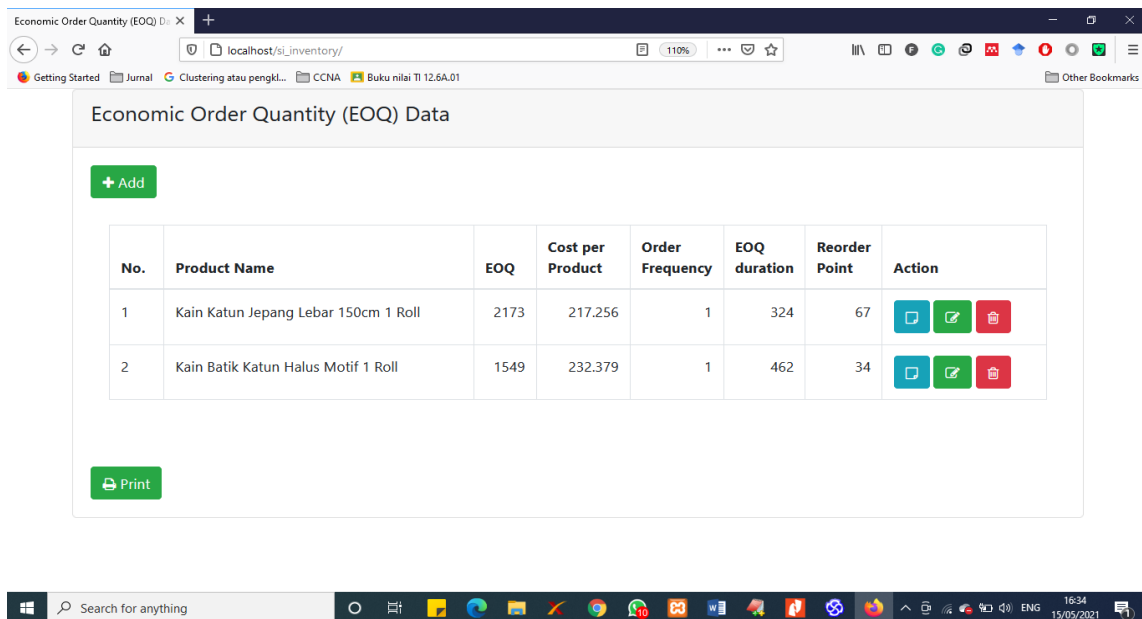 Economic Order Quantity (EOQ) Da
localhost/si_inventory/
110%
Getting Started Jurnal Clustering atau pengkl... CCNA Buku nilai TI 12.6A.01 Other Bookmarks
Economic Order Quantity (EOQ) Data
Add
No. Product Name EOQ Cost per Product Order Frequency EOQ duration Reorder Point Action
1 Kain Katun Jepang Lebar 150cm 1 Roll 2173 217.256 1 324 67
2 Kain Batik Katun Halus Motif 1 Roll 1549 232.379 1 462 34
Print
Search for anything
10
ENG
16:34
15/05/2021